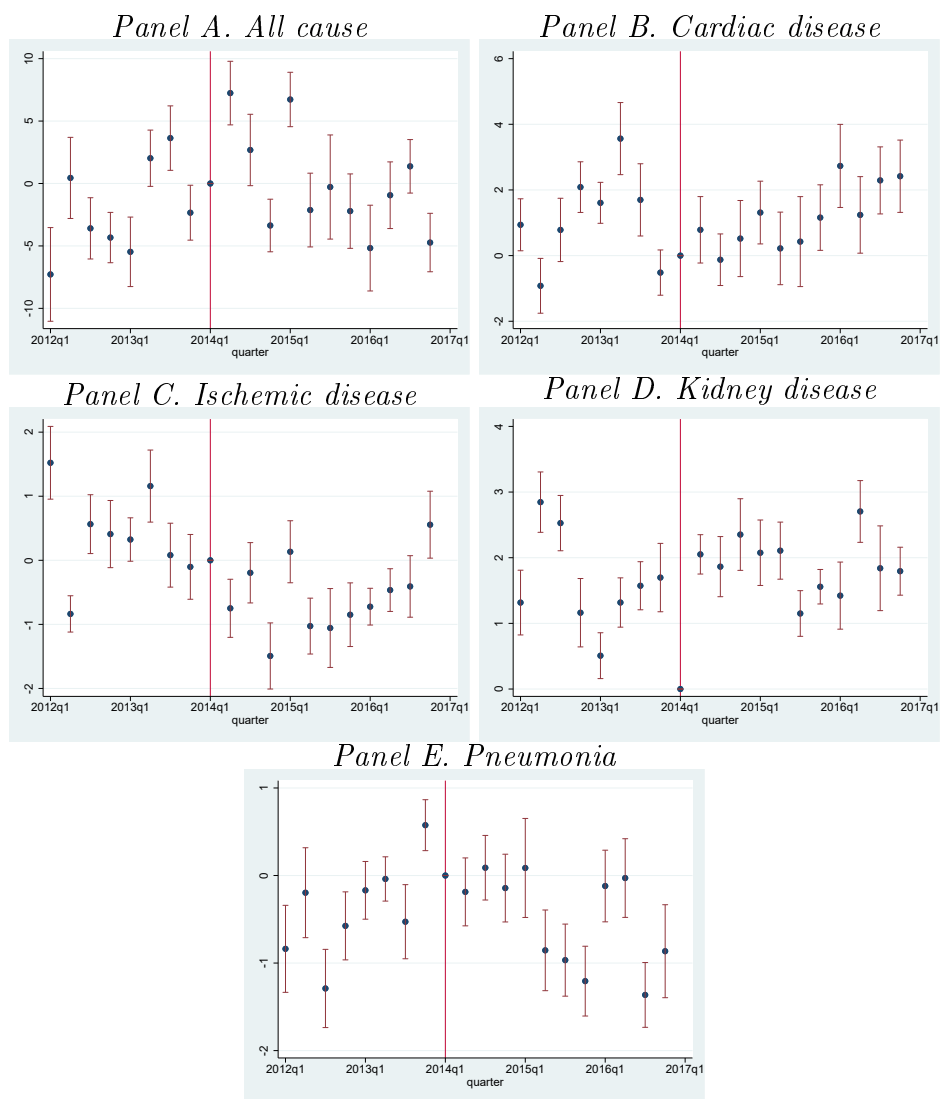 Panel A. All cause
10
5
0
-5
-10
2012q1 2013q1 2014q1 2015q1 2016q1 2017q1
quarter
Panel B. Cardiac disease
6
4
2
0
-2
2012q1 2013q1 2014q1 2015q1 2016q1 2017q1
quarter
Panel C. Ischemic disease
2
1
0
-1
-2
2012q1 2013q1 2014q1 2015q1 2016q1 2017q1
quarter
Panel D. Kidney disease
4
3
2
1
0
2012q1 2013q1 2014q1 2015q1 2016q1 2017q1
quarter
Panel E. Pneumonia
1
0
-1
-2
2012q1 2013q1 2014q1 2015q1 2016q1 2017q1
quarter